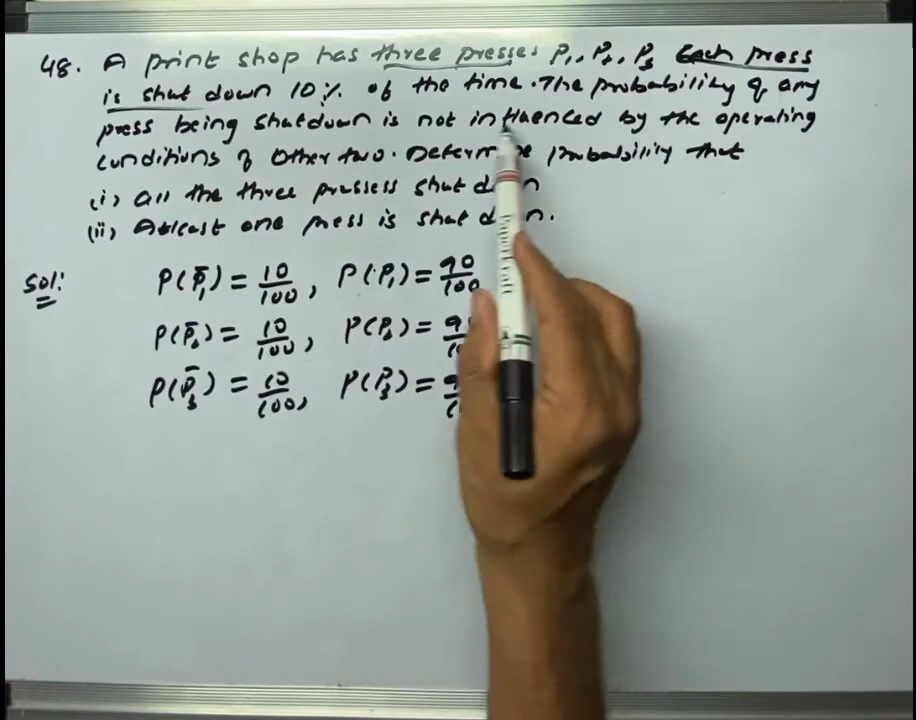 48. A print shop has three presses P₁, P₂, P₃ Each press
is shut down 10% of the time. The probability of any
press being shutdown is not influenced by the operating
conditions of other two. Determ e probability that
(i) all the three pressess shut d n
(ii) Atleast one press is shut d n.
Sol: P(P̄₁) = 10/100, P(P₁) = 90/100
P(P̄₂) = 10/100, P(P₂) = 9
P(P̄₃) = 10/100, P(P₃) = 9